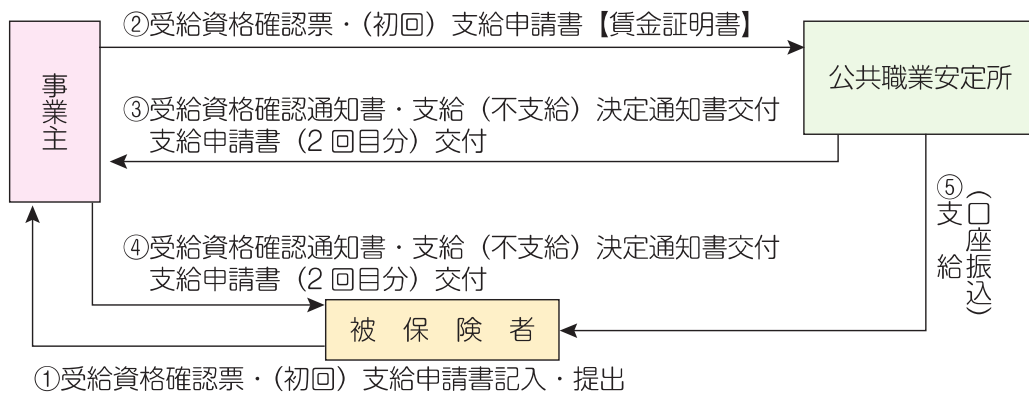 ②受給資格確認票・(初回) 支給申請書【賃金証明書】
事業主
公共職業安定所
③受給資格確認通知書・支給（不支給）決定通知書交付
支給申請書（2回目分）交付
⑤支給
(口座振込)
④受給資格確認通知書・支給（不支給）決定通知書交付
支給申請書（2回目分）交付
被保険者
①受給資格確認票・(初回) 支給申請書記入・提出